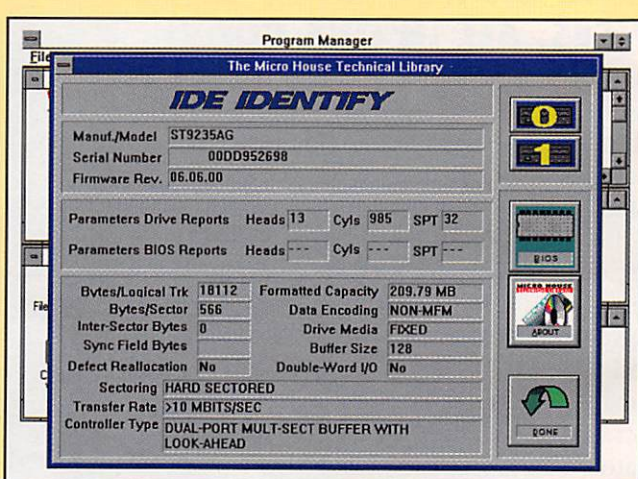 Program Manager
File
The Micro House Technical Library
IDE IDENTIFY
Manuf./Model ST9235AG
Serial Number 00DD952698
Firmware Rev. 06.06.00
Parameters Drive Reports Heads 13 Cyls 985 SPT 32
Parameters BIOS Reports Heads --- Cyls --- SPT ---
Bytes/Logical Trk 18112 Formatted Capacity 209.79 MB
Bytes/Sector 566 Data Encoding NON-MFM
Inter-Sector Bytes 0 Drive Media FIXED
Sync Field Bytes Buffer Size 128
Defect Reallocation No Double-Word I/O No
Sectoring HARD SECTORED
Transfer Rate >10 MBITS/SEC
Controller Type DUAL-PORT MULT-SECT BUFFER WITH
LOOK-AHEAD
0
1
BIOS
MICRO HOUSE
ABOUT
DONE